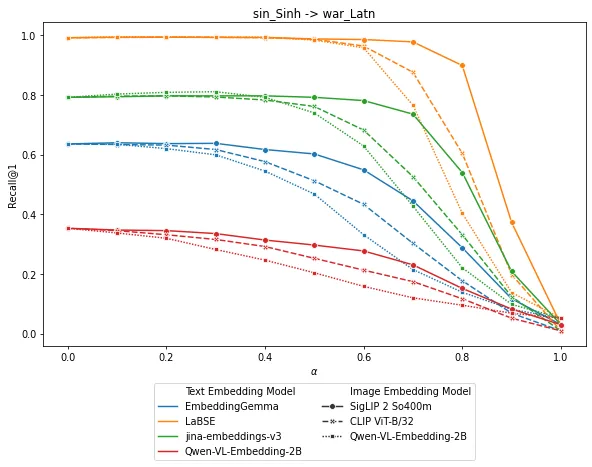 sin_Sinh -> war_Latn
Recall@1
1.0
0.8
0.6
0.4
0.2
0.0
0.0 0.2 0.4 0.6 0.8 1.0
α
Text Embedding Model
EmbeddingGemma
LaBSE
jina-embeddings-v3
Qwen-VL-Embedding-2B
Image Embedding Model
SigLIP 2 So400m
CLIP ViT-B/32
Qwen-VL-Embedding-2B